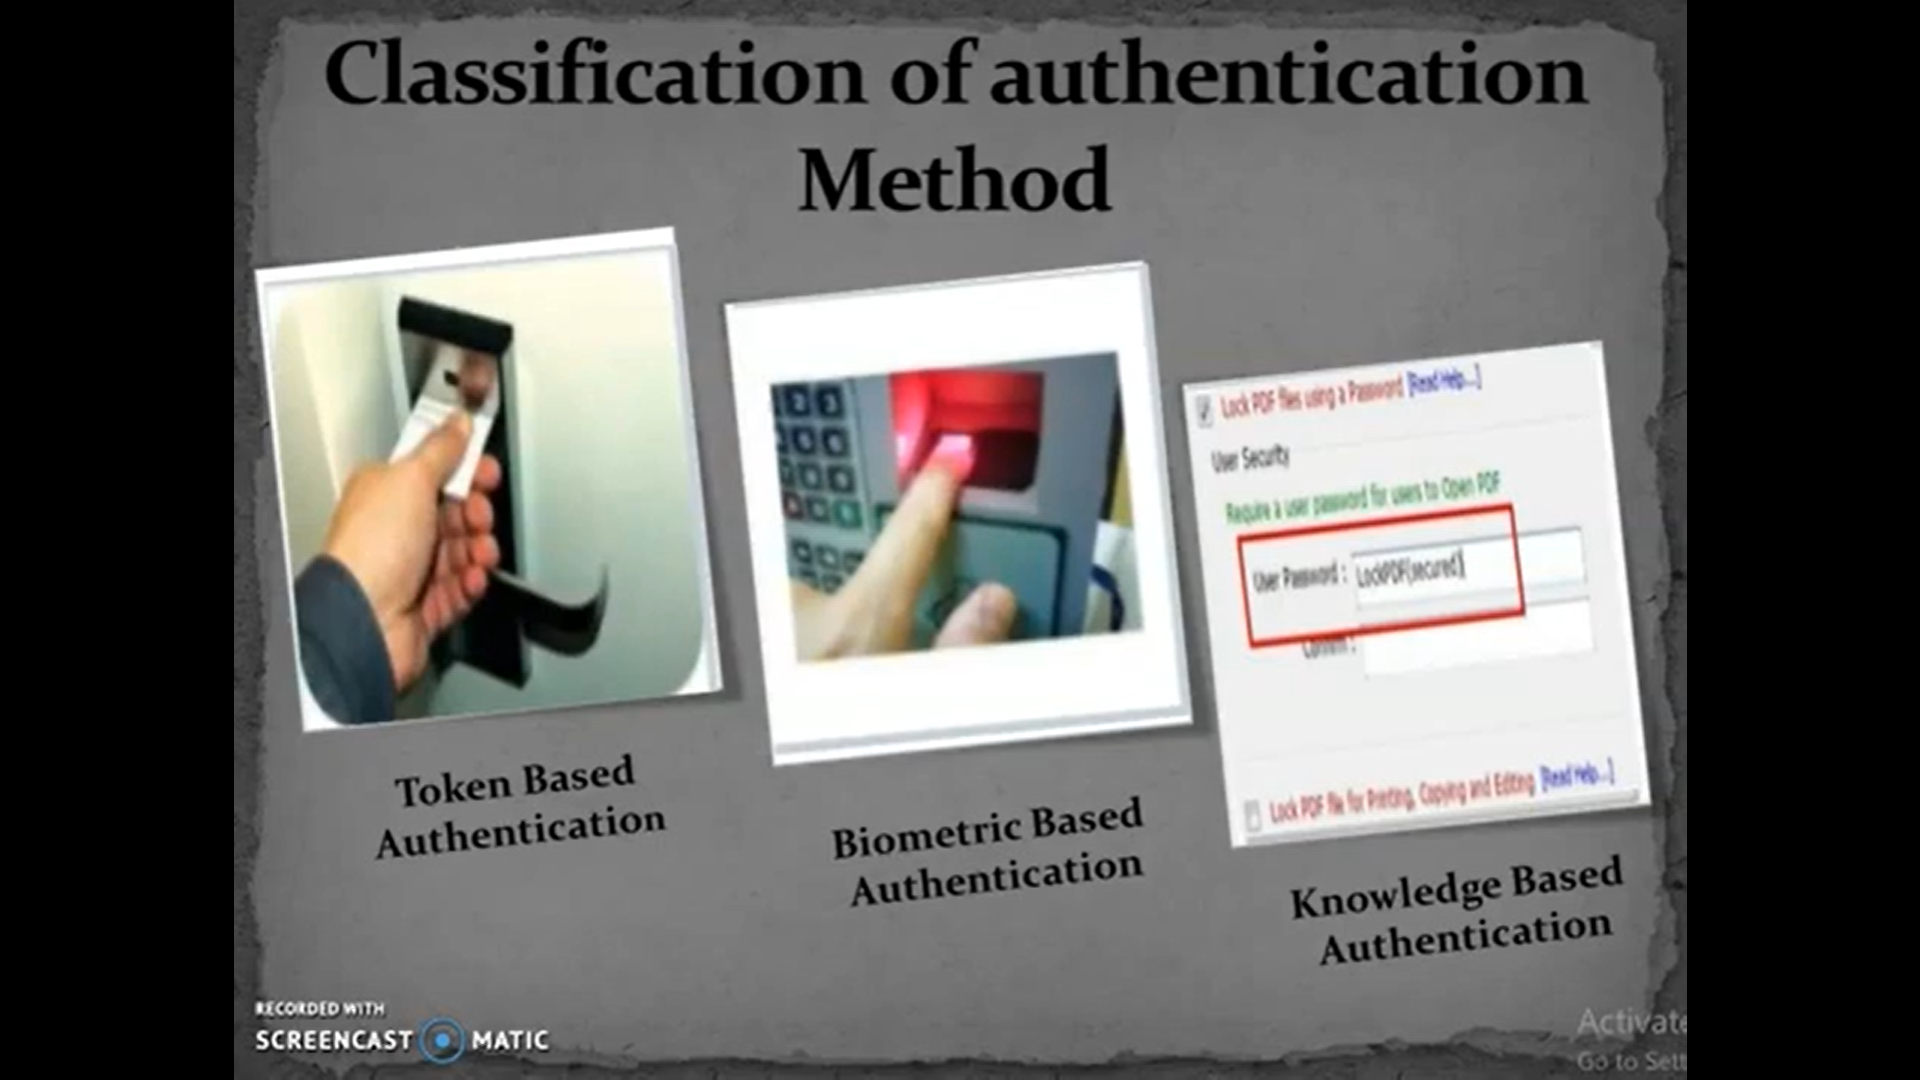 Classification of authentication
Method
Lock PDF files using a Password [Read Help...]
User Security
Require a user password for users to Open PDF
User Password : LockPDF(secured)
Confirm :
Lock PDF file for Printing, Copying and Editing [Read Help...]
Token Based
Authentication
Biometric Based
Authentication
Knowledge Based
Authentication
RECORDED WITH
SCREENCAST MATIC
Activate
Go to Sett